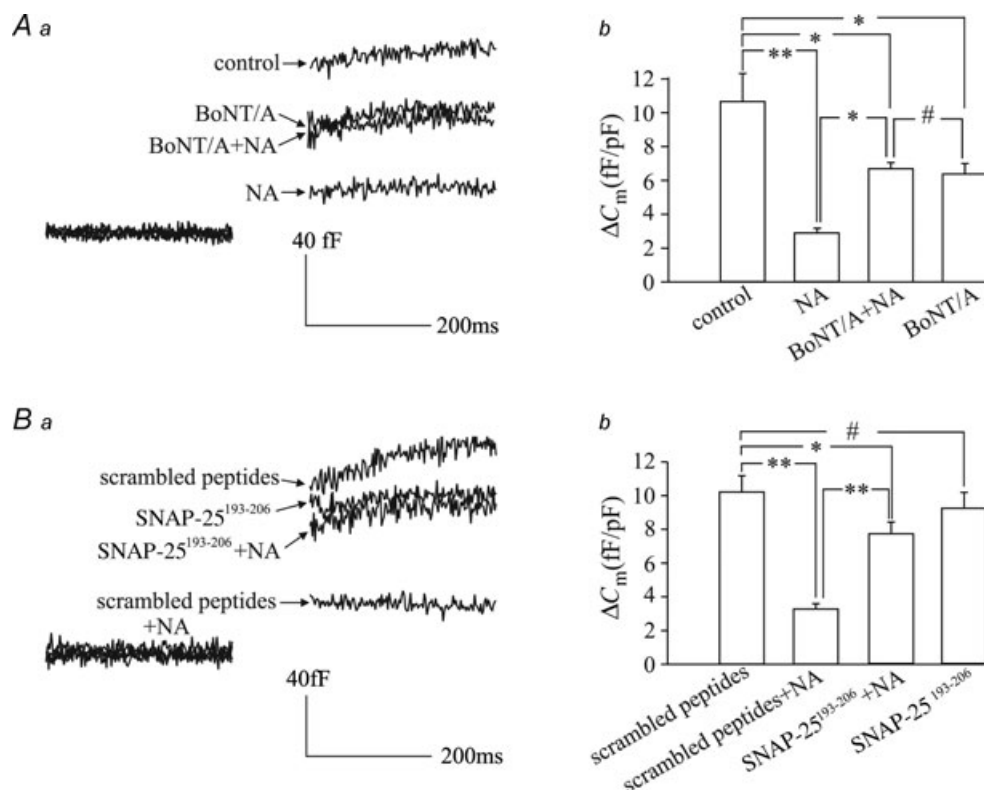 A a
control
BoNT/A
BoNT/A+NA
NA
40 fF
200ms
b
*
*
**
*
#
ΔCm(fF/pF)
12
10
8
6
4
2
0
control
NA
BoNT/A+NA
BoNT/A
B a
scrambled peptides
SNAP-25193-206
SNAP-25193-206 +NA
scrambled peptides
+NA
40fF
200ms
b
#
*
**
**
ΔCm(fF/pF)
12
10
8
6
4
2
0
scrambled peptides
scrambled peptides+NA
SNAP-25193-206 +NA
SNAP-25 193-206